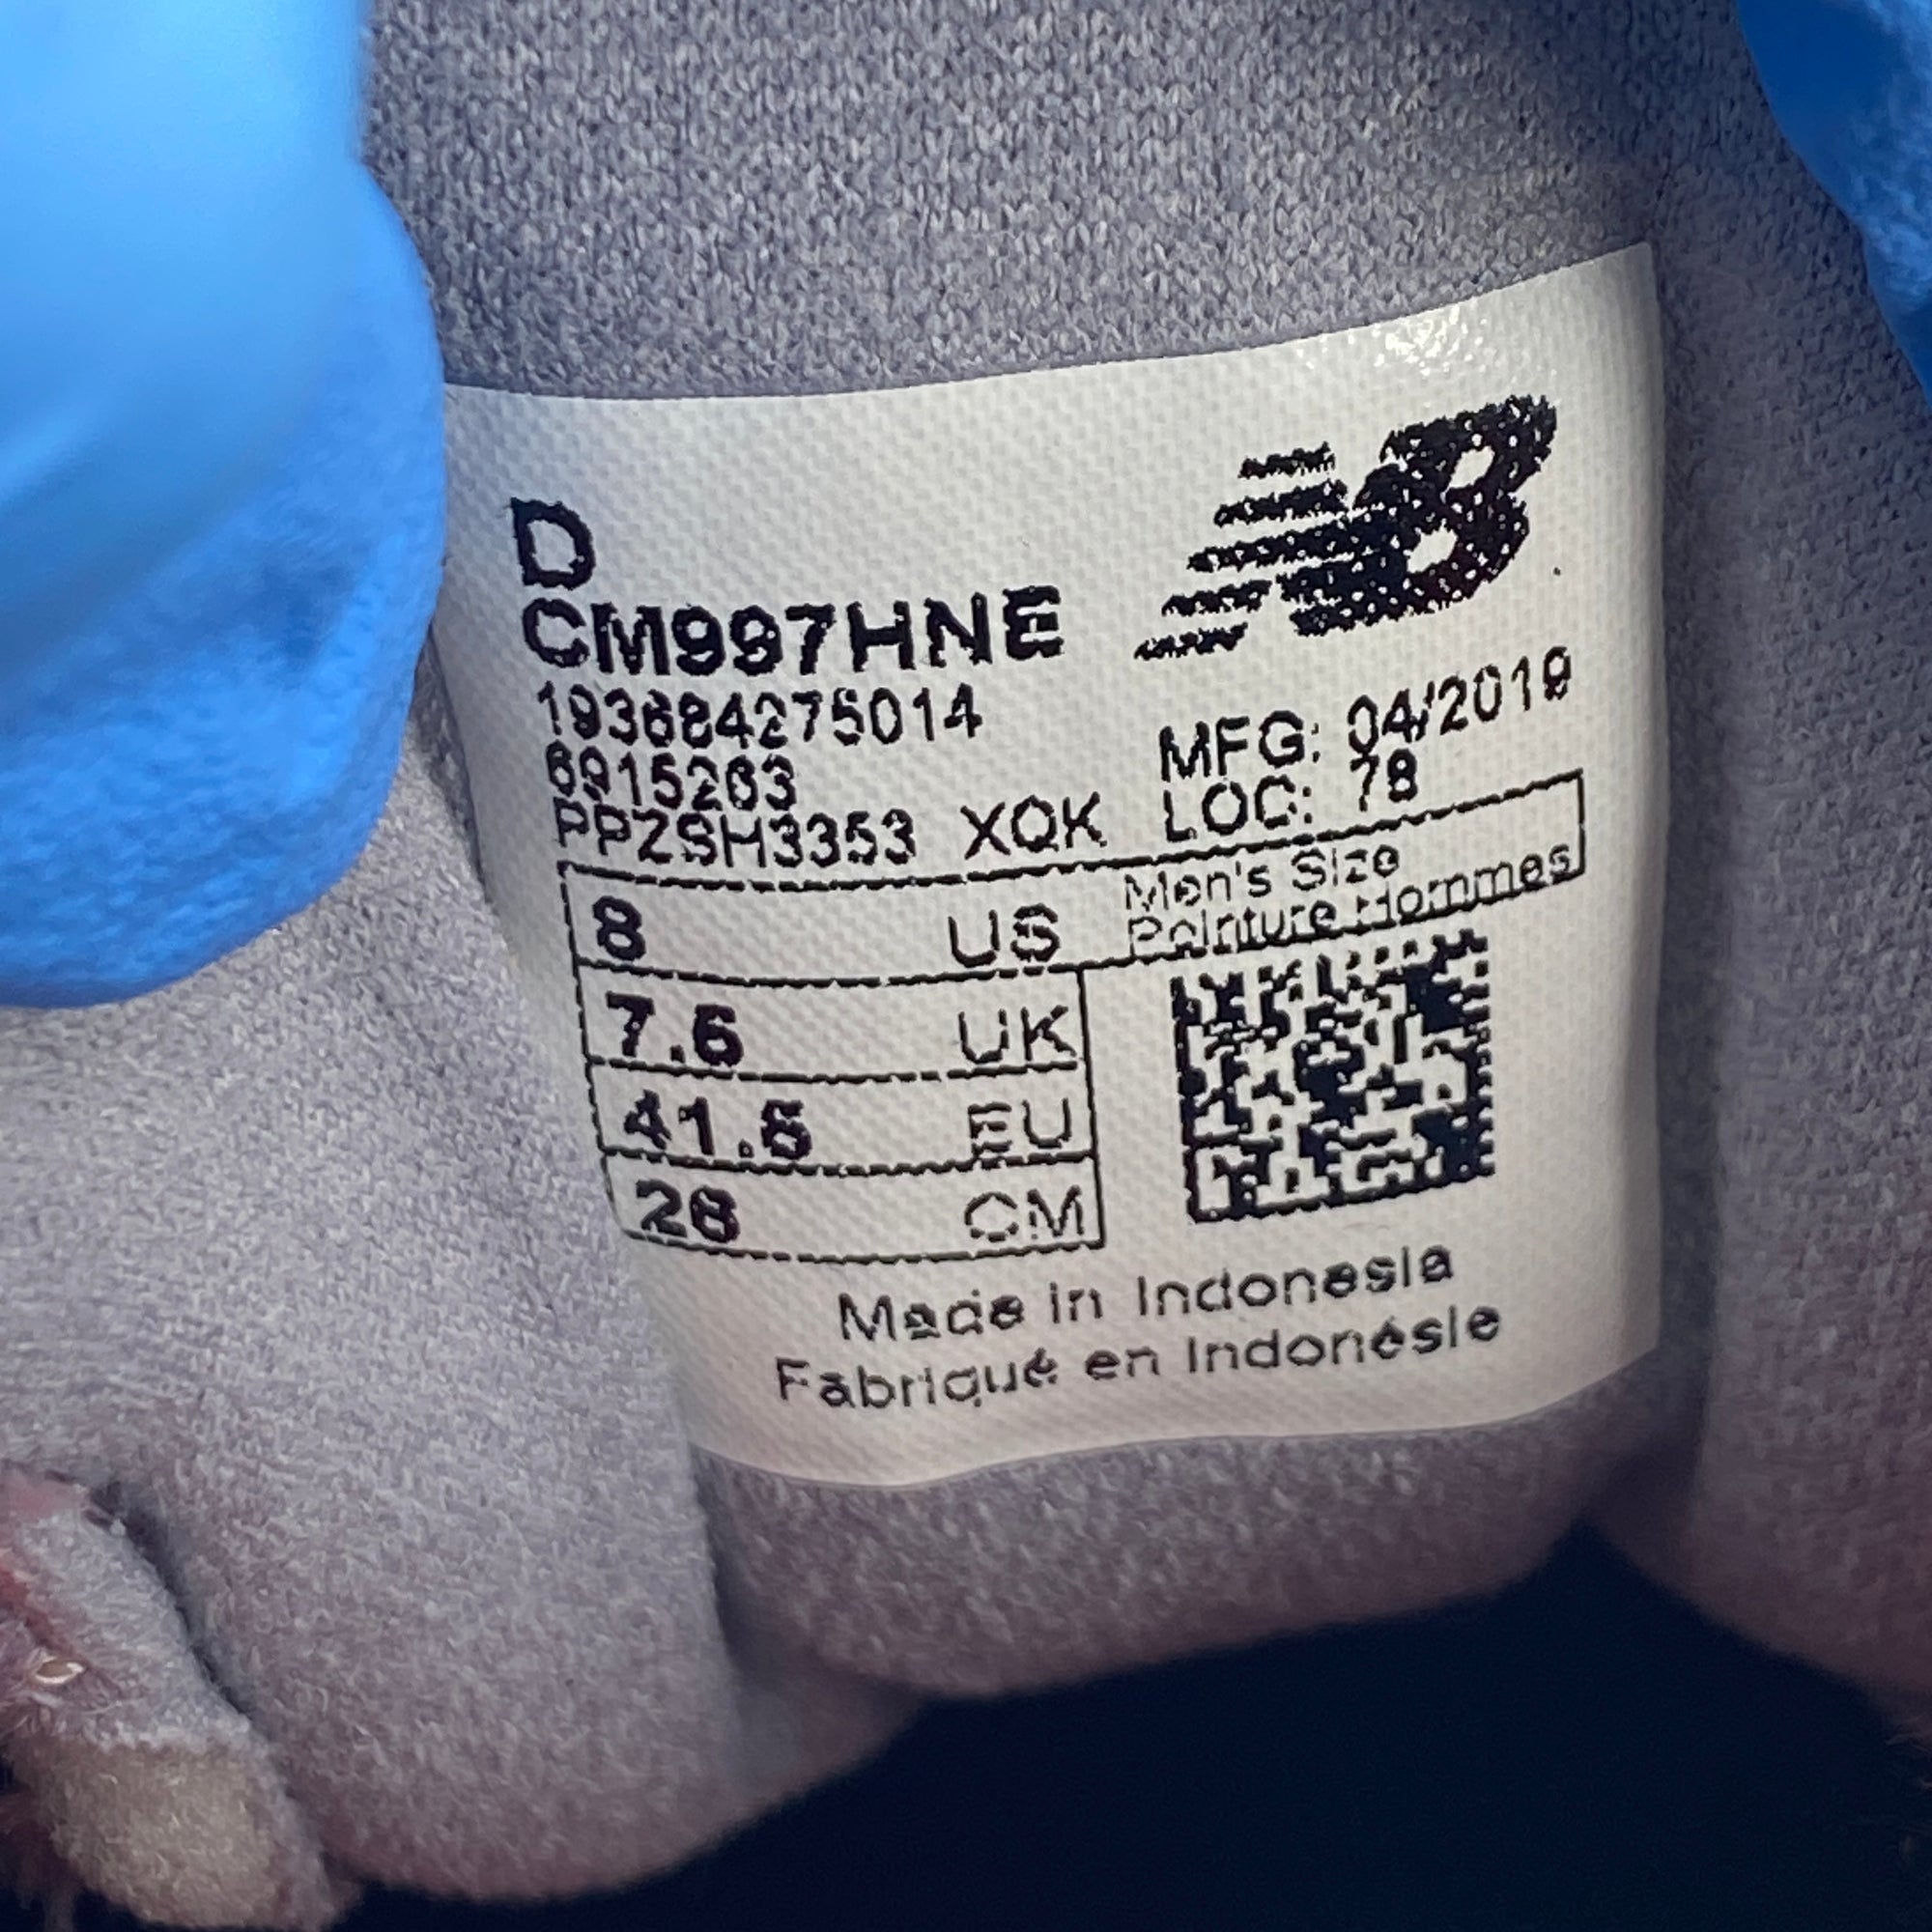 D
CM997HNE
193684275014
6915263
PPZSH3353 XQK
NB
MFG: 04/2019
LOC: 78
8 US Men's Size
Pointure Hommes
7.5 UK
41.5 EU
26 CM
Made in Indonesia
Fabriqué en Indonésie